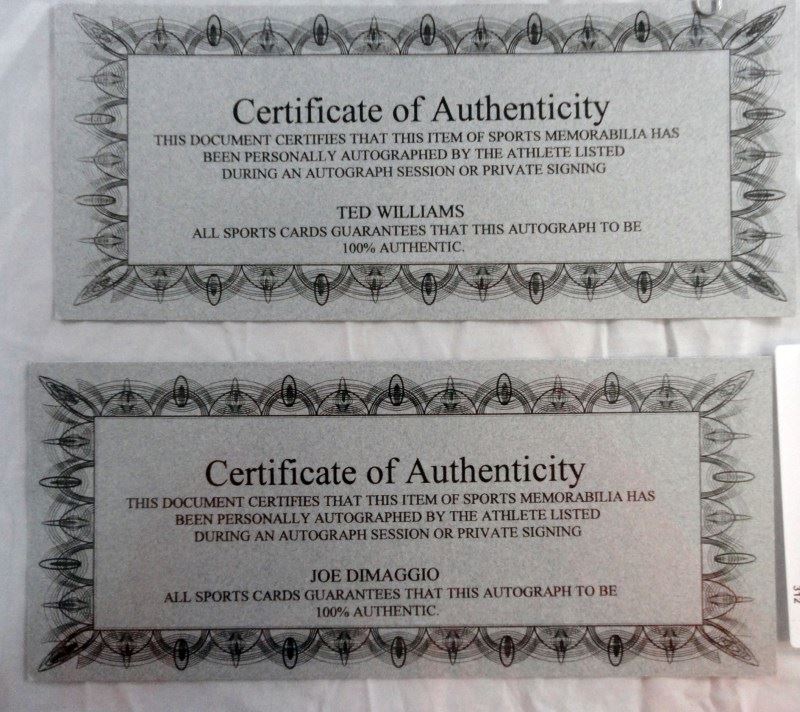 Certificate of Authenticity
THIS DOCUMENT CERTIFIES THAT THIS ITEM OF SPORTS MEMORABILIA HAS
BEEN PERSONALLY AUTOGRAPHED BY THE ATHLETE LISTED
DURING AN AUTOGRAPH SESSION OR PRIVATE SIGNING
TED WILLIAMS
ALL SPORTS CARDS GUARANTEES THAT THIS AUTOGRAPH TO BE
100% AUTHENTIC.
Certificate of Authenticity
THIS DOCUMENT CERTIFIES THAT THIS ITEM OF SPORTS MEMORABILIA HAS
BEEN PERSONALLY AUTOGRAPHED BY THE ATHLETE LISTED
DURING AN AUTOGRAPH SESSION OR PRIVATE SIGNING
JOE DIMAGGIO
ALL SPORTS CARDS GUARANTEES THAT THIS AUTOGRAPH TO BE
100% AUTHENTIC.
312